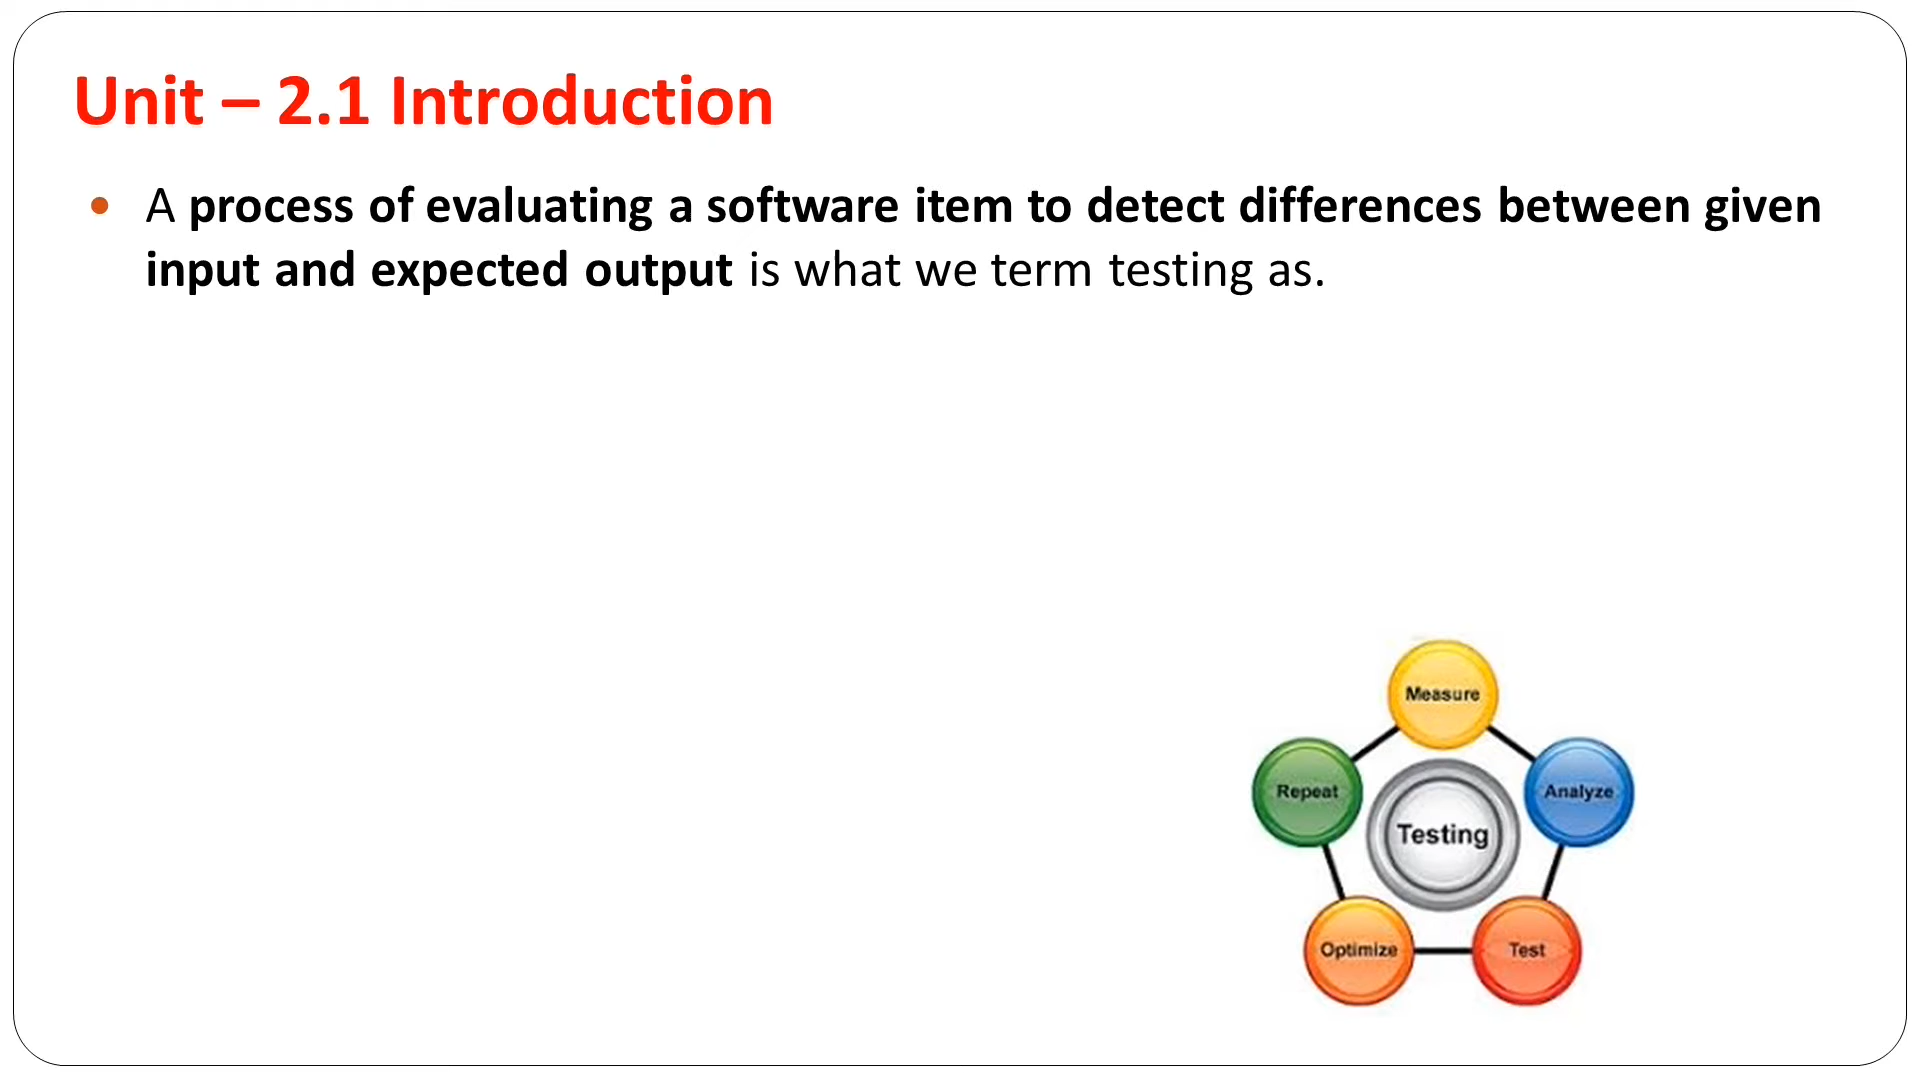 Unit – 2.1 Introduction
• A process of evaluating a software item to detect differences between given
input and expected output is what we term testing as.
Measure
Repeat
Analyze
Testing
Optimize
Test